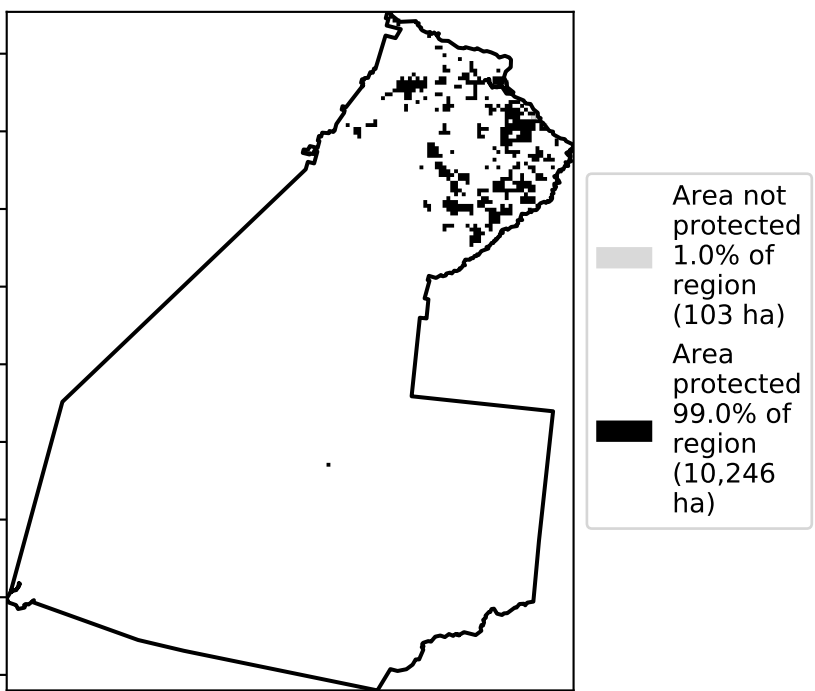 Area not
protected
1.0% of
region
(103 ha)
Area
protected
99.0% of
region
(10,246
ha)